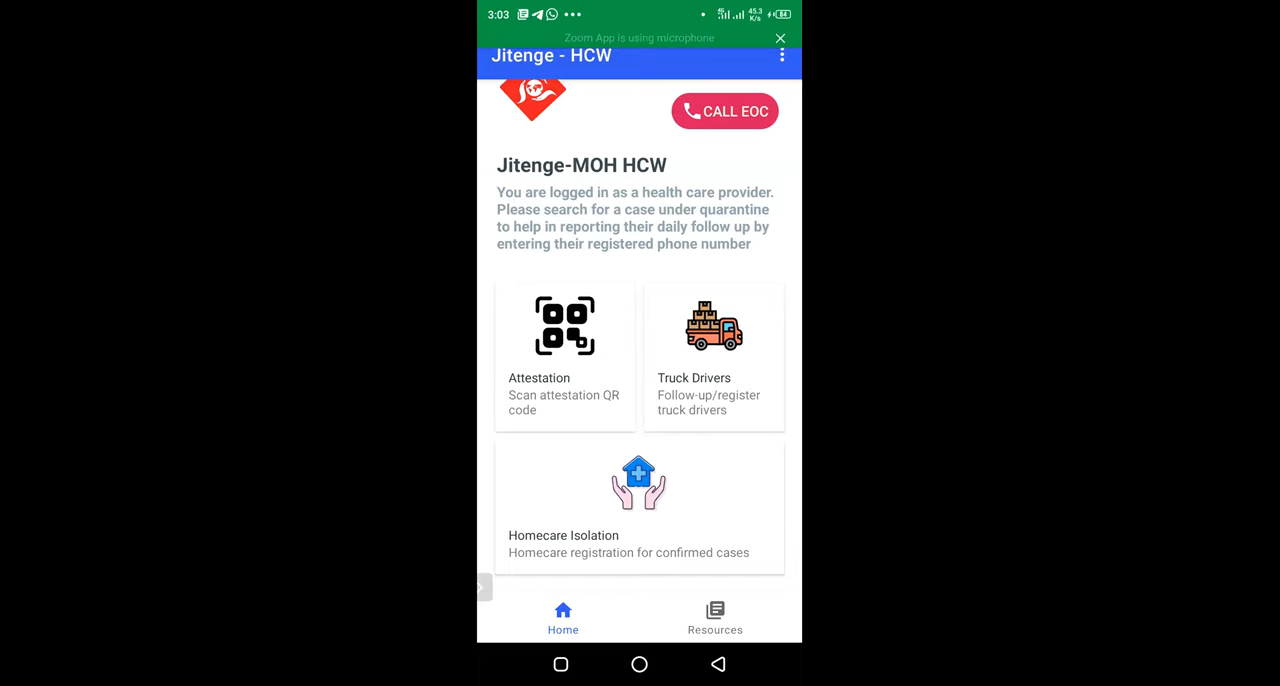 3:03
45.3
K/s
84
Zoom App is using microphone
Jitenge - HCW
CALL EOC
Jitenge-MOH HCW
You are logged in as a health care provider.
Please search for a case under quarantine
to help in reporting their daily follow up by
entering their registered phone number
Attestation
Scan attestation QR
code
Truck Drivers
Follow-up/register
truck drivers
Homecare Isolation
Homecare registration for confirmed cases
Home
Resources